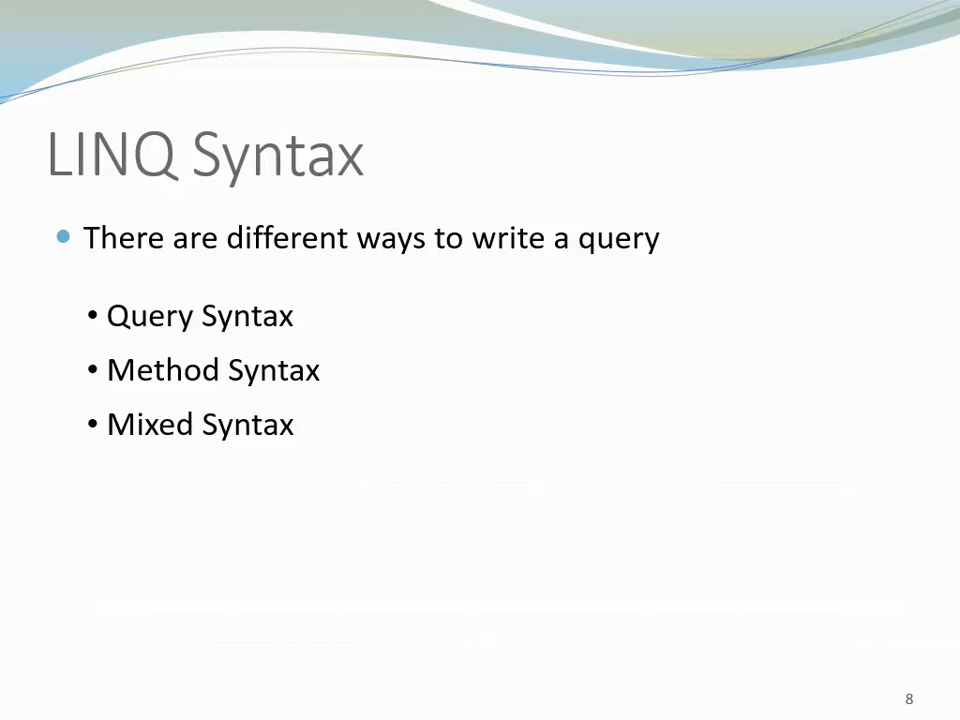 LINQ Syntax
• There are different ways to write a query
• Query Syntax
• Method Syntax
• Mixed Syntax
8